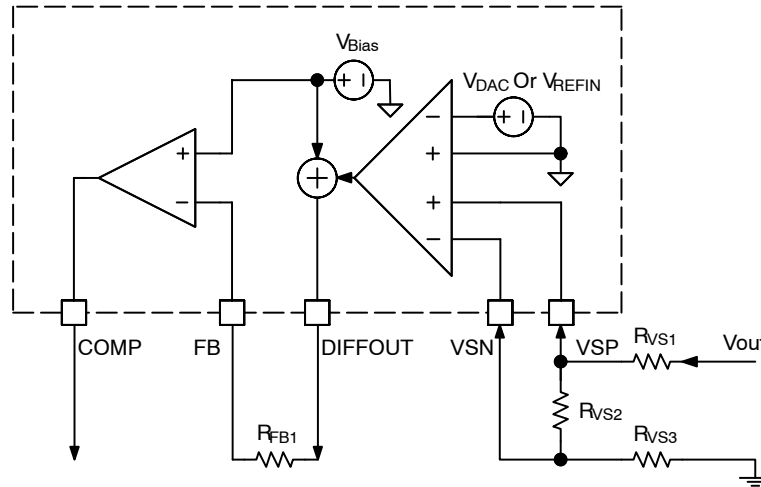 VBias
VDAC Or VREFIN
COMP
FB
DIFFOUT
VSN
VSP
RVS1
Vout
RVS2
RFB1
RVS3